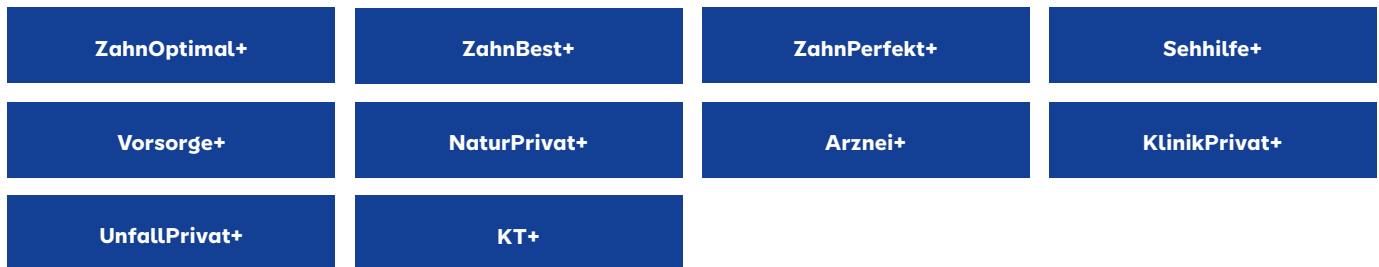 ZahnOptimal+
ZahnBest+
ZahnPerfekt+
Sehhilfe+
Vorsorge+
NaturPrivat+
Arznei+
KlinikPrivat+
UnfallPrivat+
KT+